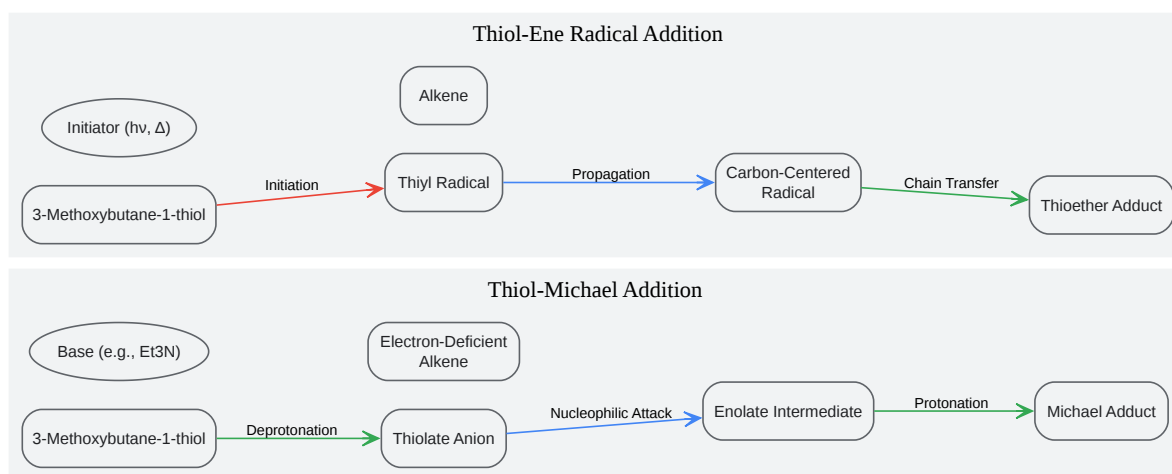 Thiol-Ene Radical Addition
Alkene
Initiator (hν, Δ)
3-Methoxybutane-1-thiol
Initiation
Thiyl Radical
Propagation
Carbon-Centered
Radical
Chain Transfer
Thioether Adduct
Thiol-Michael Addition
Base (e.g., Et3N)
Electron-Deficient
Alkene
3-Methoxybutane-1-thiol
Deprotonation
Thiolate Anion
Nucleophilic Attack
Enolate Intermediate
Protonation
Michael Adduct